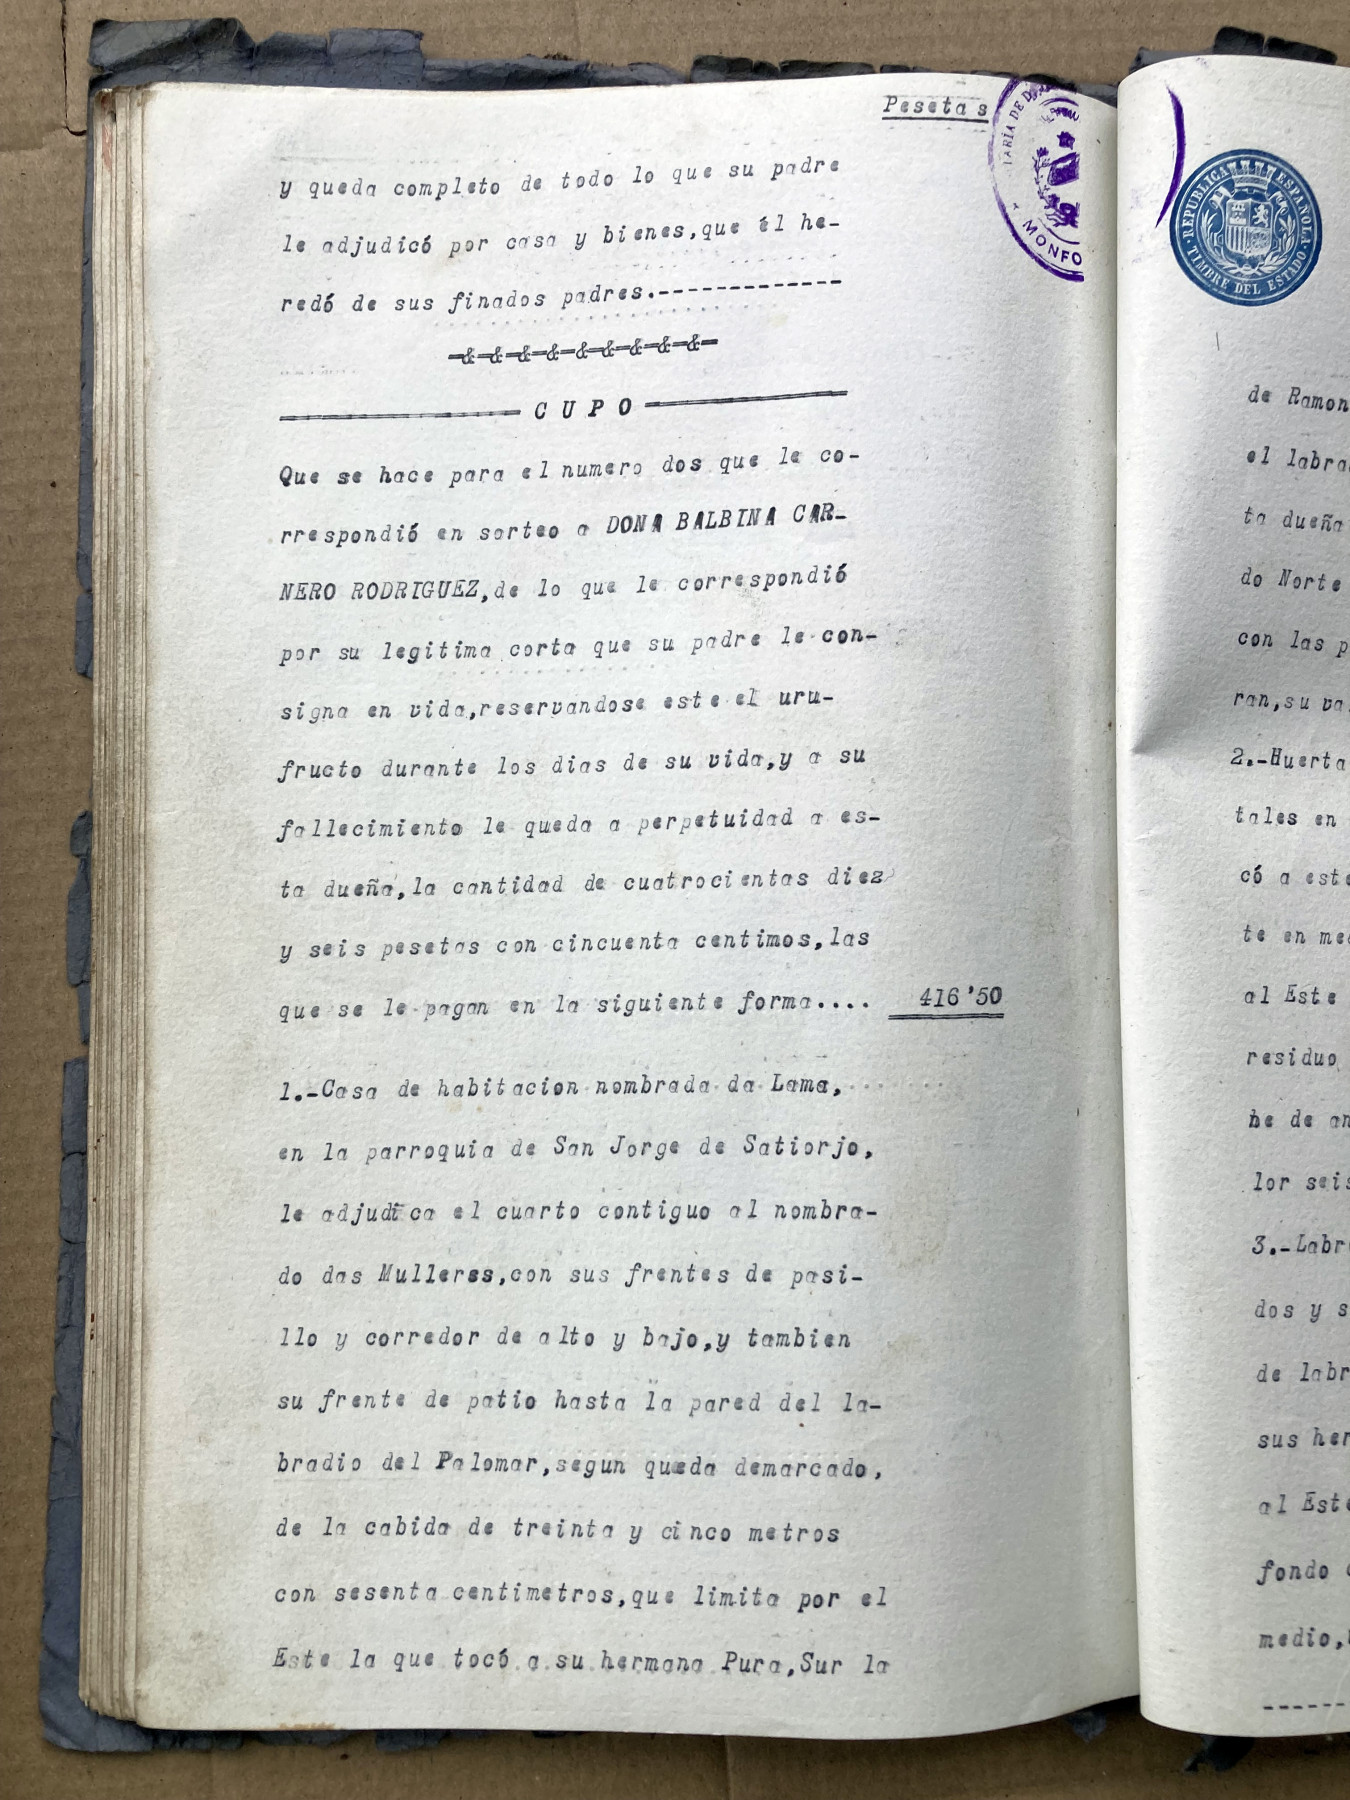 Pesetas
y queda completo de todo lo que su padre
le adjudicó por casa y bienes,que él he-
redó de sus finados padres.-------------
-&-&-&-&-&-&-&-&-&-
CUPO
Que se hace para el numero dos que le co-
rrespondió en sorteo a DONA BALBINA CAR-
NERO RODRIGUEZ,de lo que le correspondió
por su legitima corta que su padre le con-
signa en vida,reservandose este el uru-
fructo durante los dias de su vida,y a su
fallecimiento le queda a perpetuidad a es-
ta dueña,la cantidad de cuatrocientas diez
y seis pesetas con cincuenta centimos,las
que se le pagan en la siguiente forma.... 416'50
1.-Casa de habitacion nombrada da Lama,
en la parroquia de San Jorge de Satiorjo,
le adjudica el cuarto contiguo al nombra-
do das Mulleres,con sus frentes de pasi-
llo y corredor de alto y bajo,y tambien
su frente de patio hasta la pared del la-
bradio del Palomar,segun queda demarcado,
de la cabida de treinta y cinco metros
con sesenta centimetros,que limita por el
Este la que tocó a su hermana Pura,Sur la
TARÍA DE D
MONFO
REPUBLICA ESPAÑOLA
TIMBRE DEL ESTADO
de Ramon
el labra
ta dueña
do Norte
con las p
ran,su va
2.-Huerta
tales en
có a este
te en me
al Este
residuo
he de an
lor seis
3.-Labr
dos y s
de labr
sus her
al Este
fondo
medio,
------